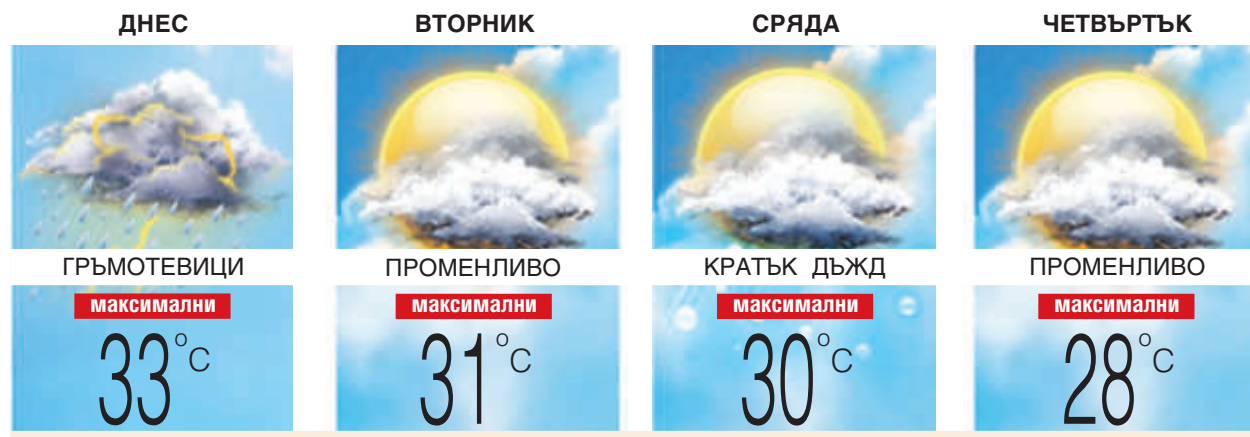 ДНЕС
ГРЪМОТЕВИЦИ
максимални
33°C
ВТОРНИК
ПРОМЕНЛИВО
максимални
31°C
СРЯДА
КРАТЪК ДЪЖД
максимални
30°C
ЧЕТВЪРТЪК
ПРОМЕНЛИВО
максимални
28°C